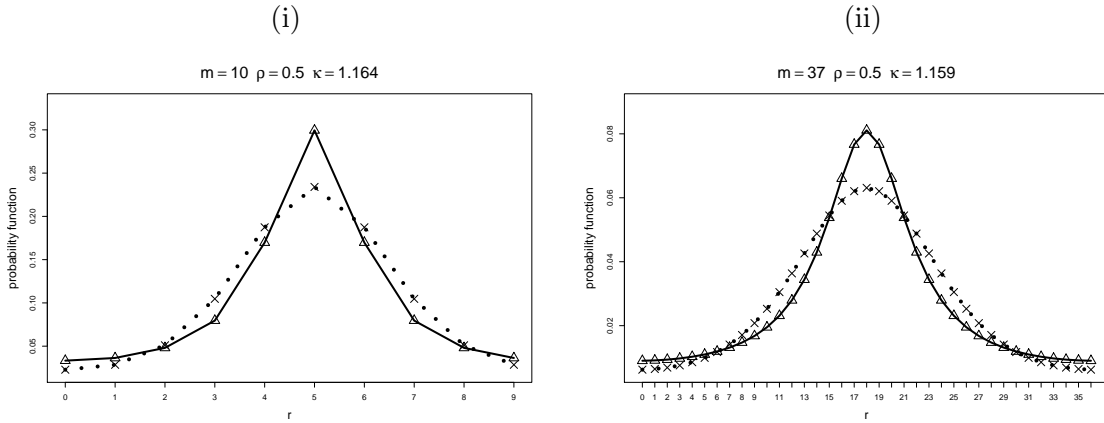 (i)
m = 10 ρ = 0.5 κ = 1.164
probability function
0.30
0.25
0.20
0.15
0.10
0.05
0 1 2 3 4 5 6 7 8 9
r
(ii)
m = 37 ρ = 0.5 κ = 1.159
probability function
0.08
0.06
0.04
0.02
0 1 2 3 4 5 6 7 8 9 11 13 15 17 19 21 23 25 27 29 31 33 35
r